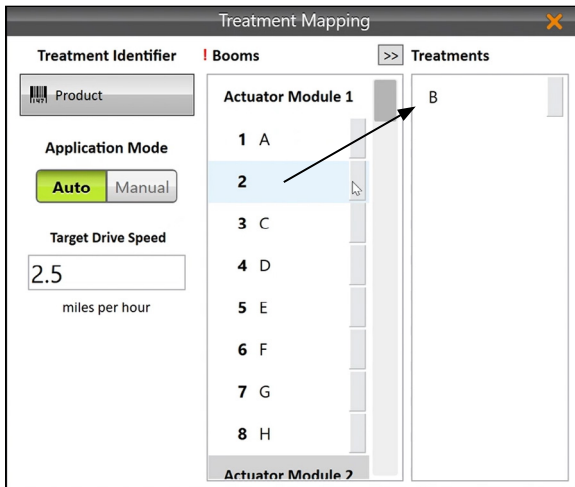 Treatment Mapping
Treatment Identifier
Product
Application Mode
Auto Manual
Target Drive Speed
2.5
miles per hour
! Booms >>
Actuator Module 1
1 A
2
3 C
4 D
5 E
6 F
7 G
8 H
Actuator Module 2
Treatments
B